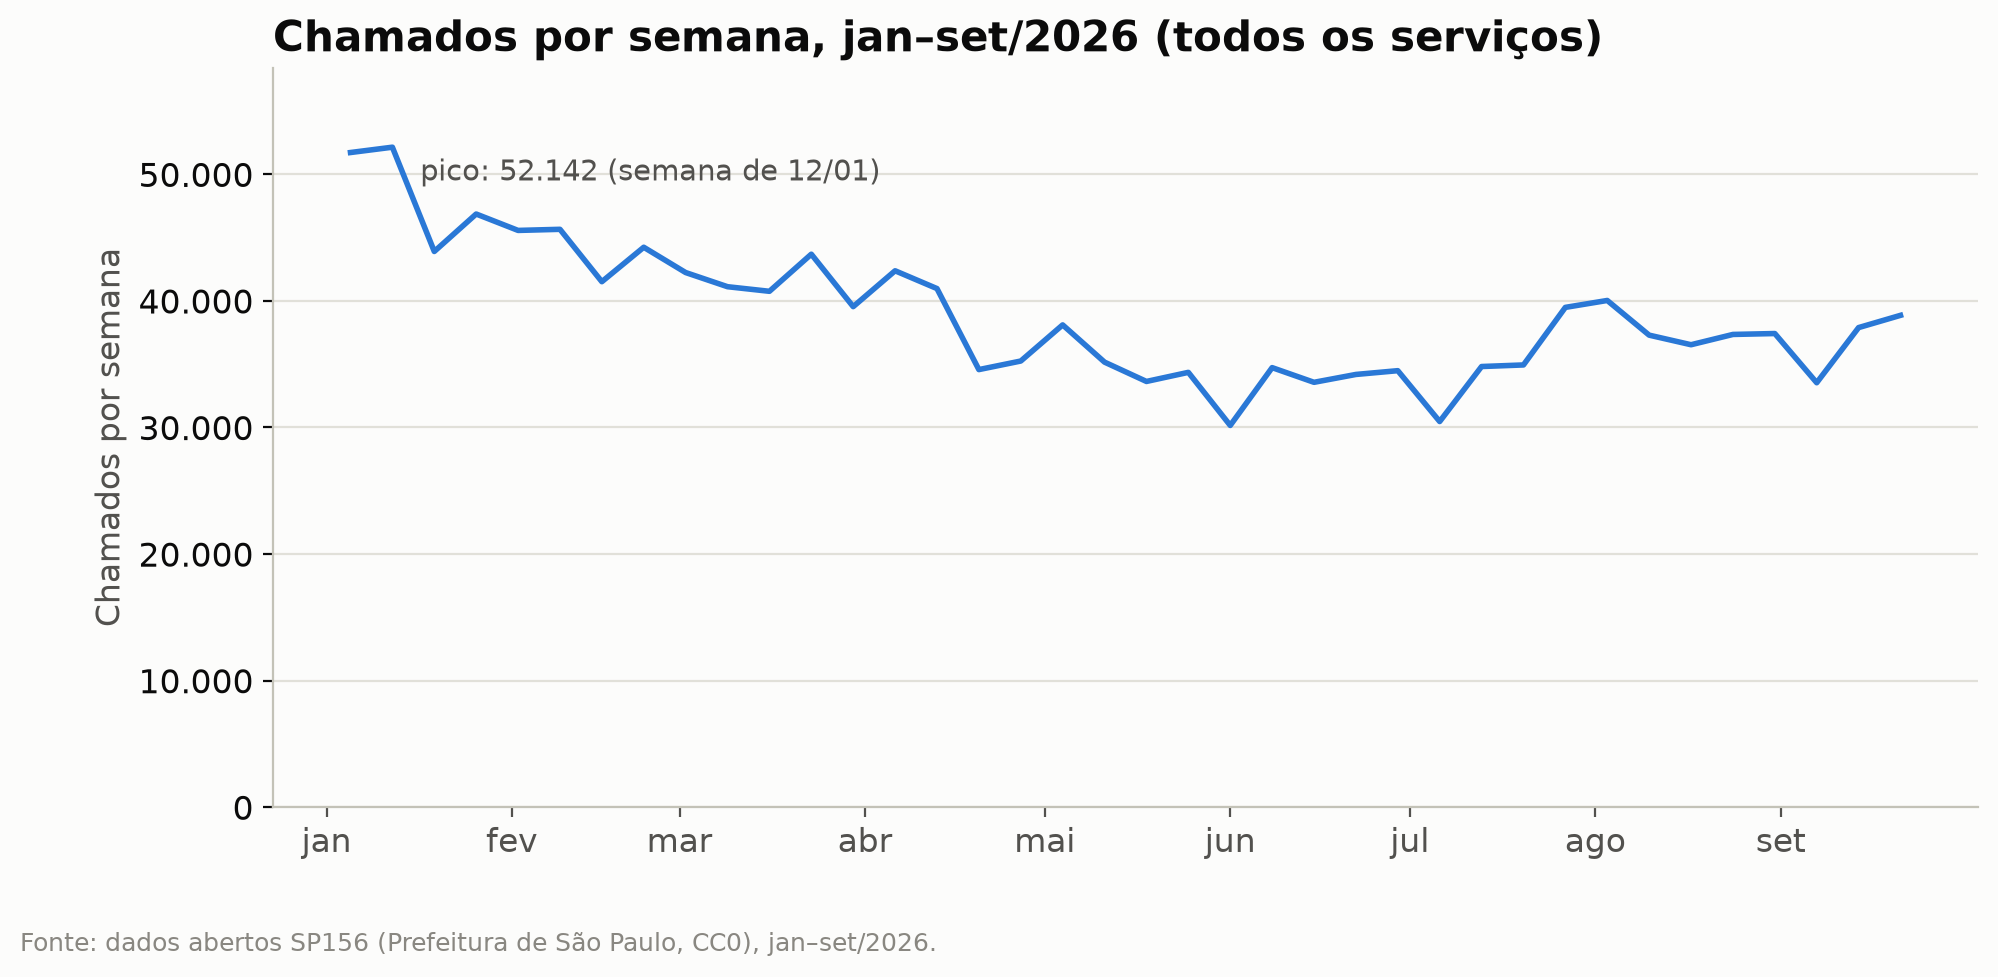 Chamados por semana, jan–set/2026 (todos os serviços)
pico: 52.142 (semana de 12/01)
Chamados por semana
50.000
40.000
30.000
20.000
10.000
0
jan fev mar abr mai jun jul ago set
Fonte: dados abertos SP156 (Prefeitura de São Paulo, CC0), jan–set/2026.